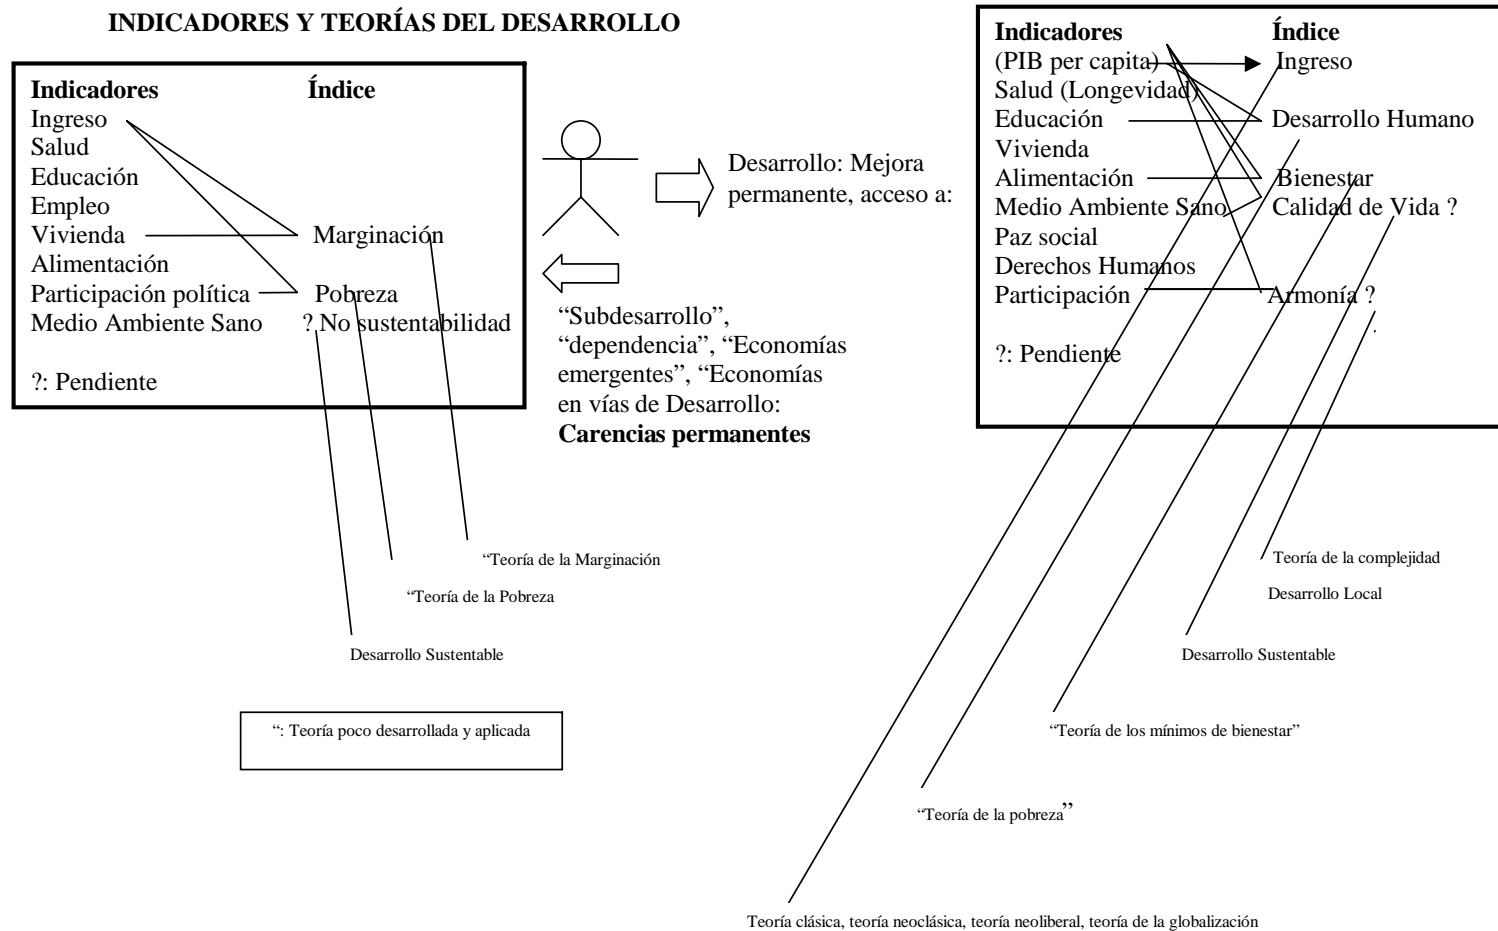 INDICADORES Y TEORÍAS DEL DESARROLLO
Indicadores Índice
Ingreso
Salud
Educación
Empleo
Vivienda Marginación
Alimentación
Participación política Pobreza
Medio Ambiente Sano ? No sustentabilidad
?: Pendiente
Desarrollo: Mejora
permanente, acceso a:
“Subdesarrollo”,
“dependencia”, “Economías
emergentes”, “Economías
en vías de Desarrollo:
Carencias permanentes
Indicadores Índice
(PIB per capita) Ingreso
Salud (Longevidad)
Educación Desarrollo Humano
Vivienda
Alimentación Bienestar
Medio Ambiente Sano Calidad de Vida ?
Paz social
Derechos Humanos
Participación Armonía ?
.
?: Pendiente
“Teoría de la Marginación
“Teoría de la Pobreza
Desarrollo Sustentable
“: Teoría poco desarrollada y aplicada
Teoría de la complejidad
Desarrollo Local
Desarrollo Sustentable
“Teoría de los mínimos de bienestar”
“Teoría de la pobreza”
Teoría clásica, teoría neoclásica, teoría neoliberal, teoría de la globalización